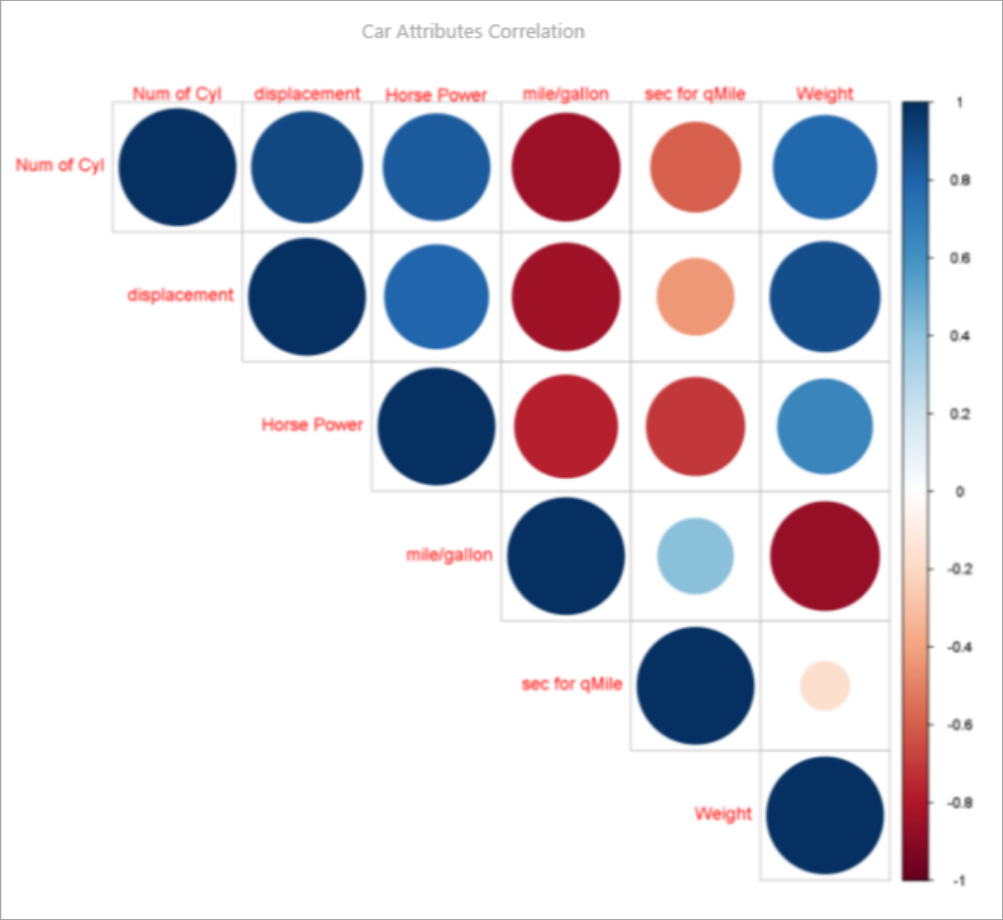 Car Attributes Correlation
Num of Cyl displacement Horse Power mile/gallon sec for qMile Weight
1
Num of Cyl
0.8
0.6
displacement
0.4
0.2
Horse Power
0
mile/gallon
-0.2
-0.4
sec for qMile
-0.6
-0.8
Weight
-1